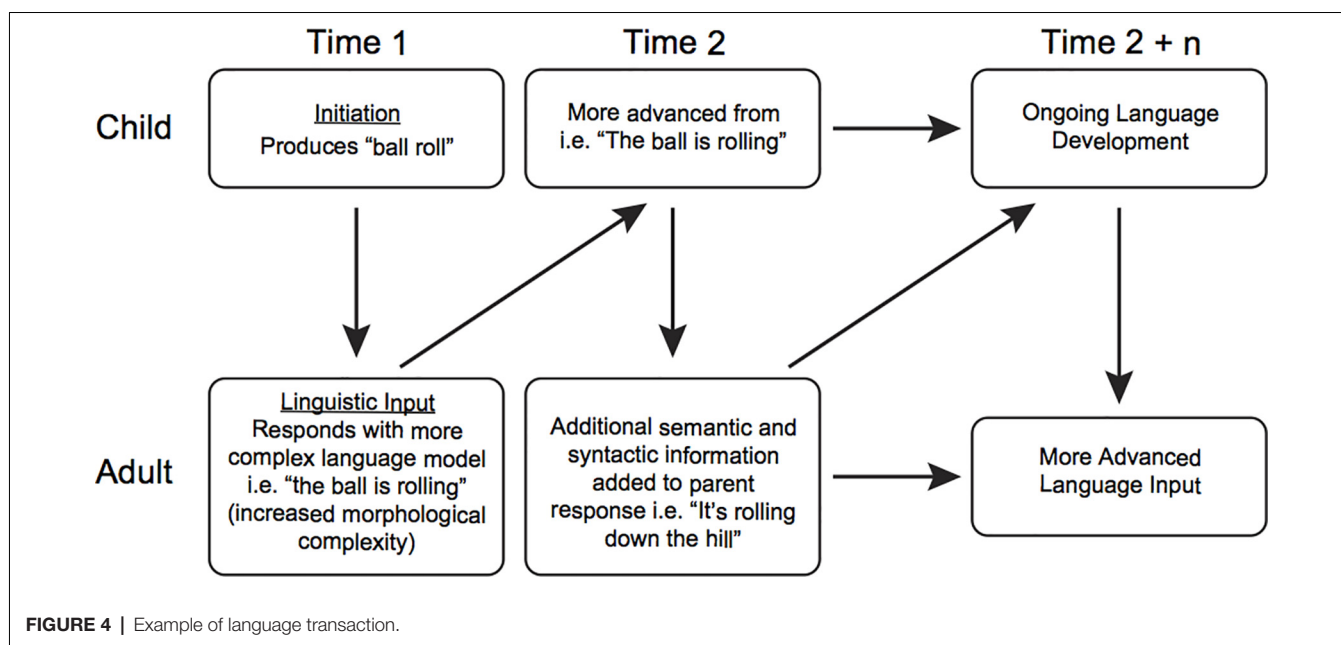 Time 1
Time 2
Time 2 + n
Child
Initiation
Produces “ball roll”
More advanced from
i.e. “The ball is rolling”
Ongoing Language
Development
Adult
Linguistic Input
Responds with more
complex language model
i.e. “the ball is rolling”
(increased morphological
complexity)
Additional semantic and
syntactic information
added to parent
response i.e. “It’s rolling
down the hill”
More Advanced
Language Input
FIGURE 4 | Example of language transaction.